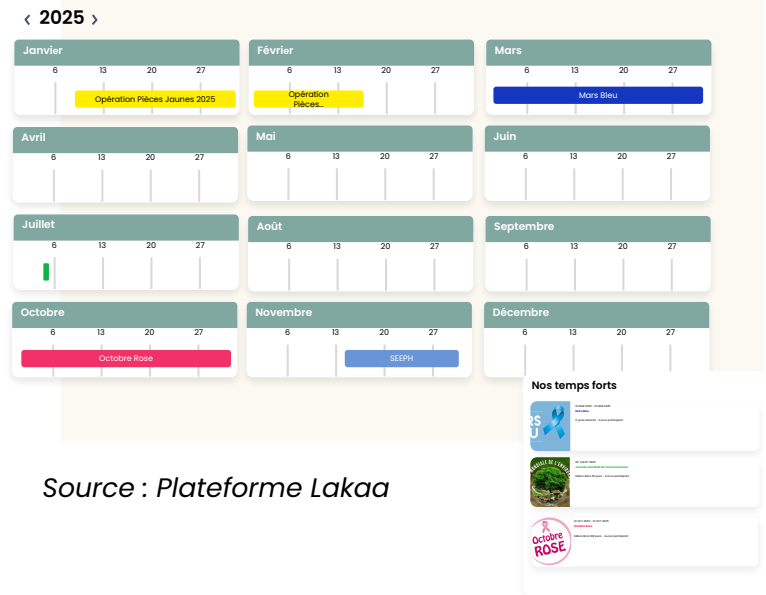 ‹ 2025 ›
Janvier
6 13 20 27
Opération Pièces Jaunes 2025
Février
6 13 20 27
Opération
Pièces...
Mars
6 13 20 27
Mars Bleu
Avril
6 13 20 27
Mai
6 13 20 27
Juin
6 13 20 27
Juillet
6 13 20 27
Août
6 13 20 27
Septembre
6 13 20 27
Octobre
6 13 20 27
Octobre Rose
Novembre
6 13 20 27
SEEPH
Décembre
6 13 20 27
Nos temps forts
Octobre
ROSE
Source : Plateforme Lakaa